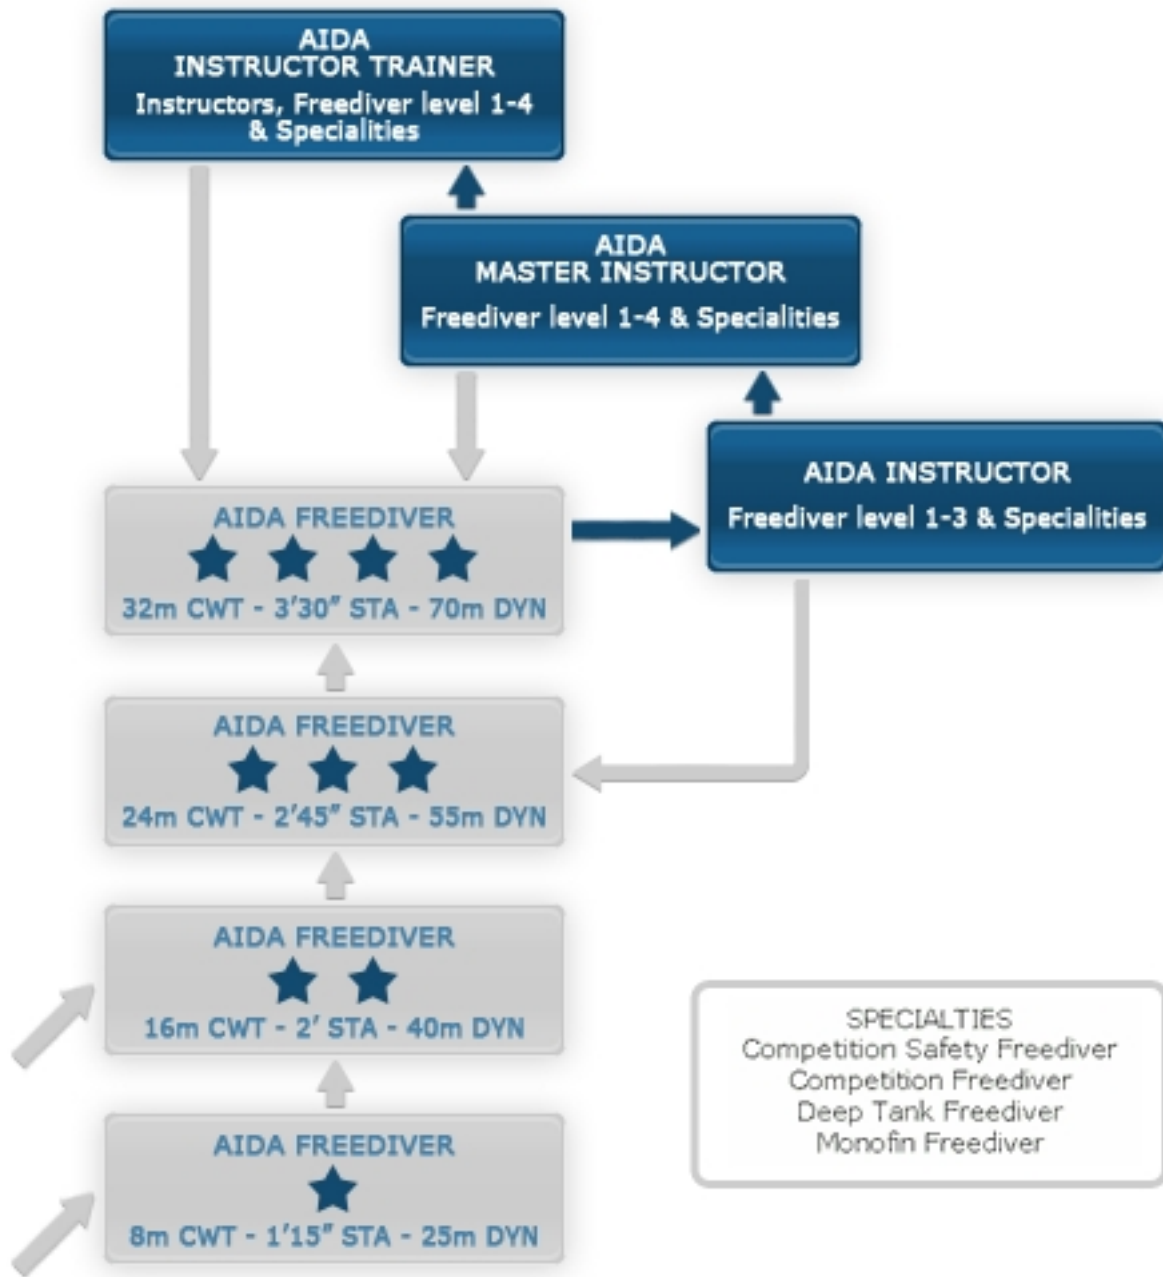 AIDA
INSTRUCTOR TRAINER
Instructors, Freediver level 1-4
& Specialities
AIDA
MASTER INSTRUCTOR
Freediver level 1-4 & Specialities
AIDA INSTRUCTOR
Freediver level 1-3 & Specialities
AIDA FREEDIVER
32m CWT - 3'30" STA - 70m DYN
AIDA FREEDIVER
24m CWT - 2'45" STA - 55m DYN
AIDA FREEDIVER
16m CWT - 2' STA - 40m DYN
AIDA FREEDIVER
8m CWT - 1'15" STA - 25m DYN
SPECIALTIES
Competition Safety Freediver
Competition Freediver
Deep Tank Freediver
Monofin Freediver